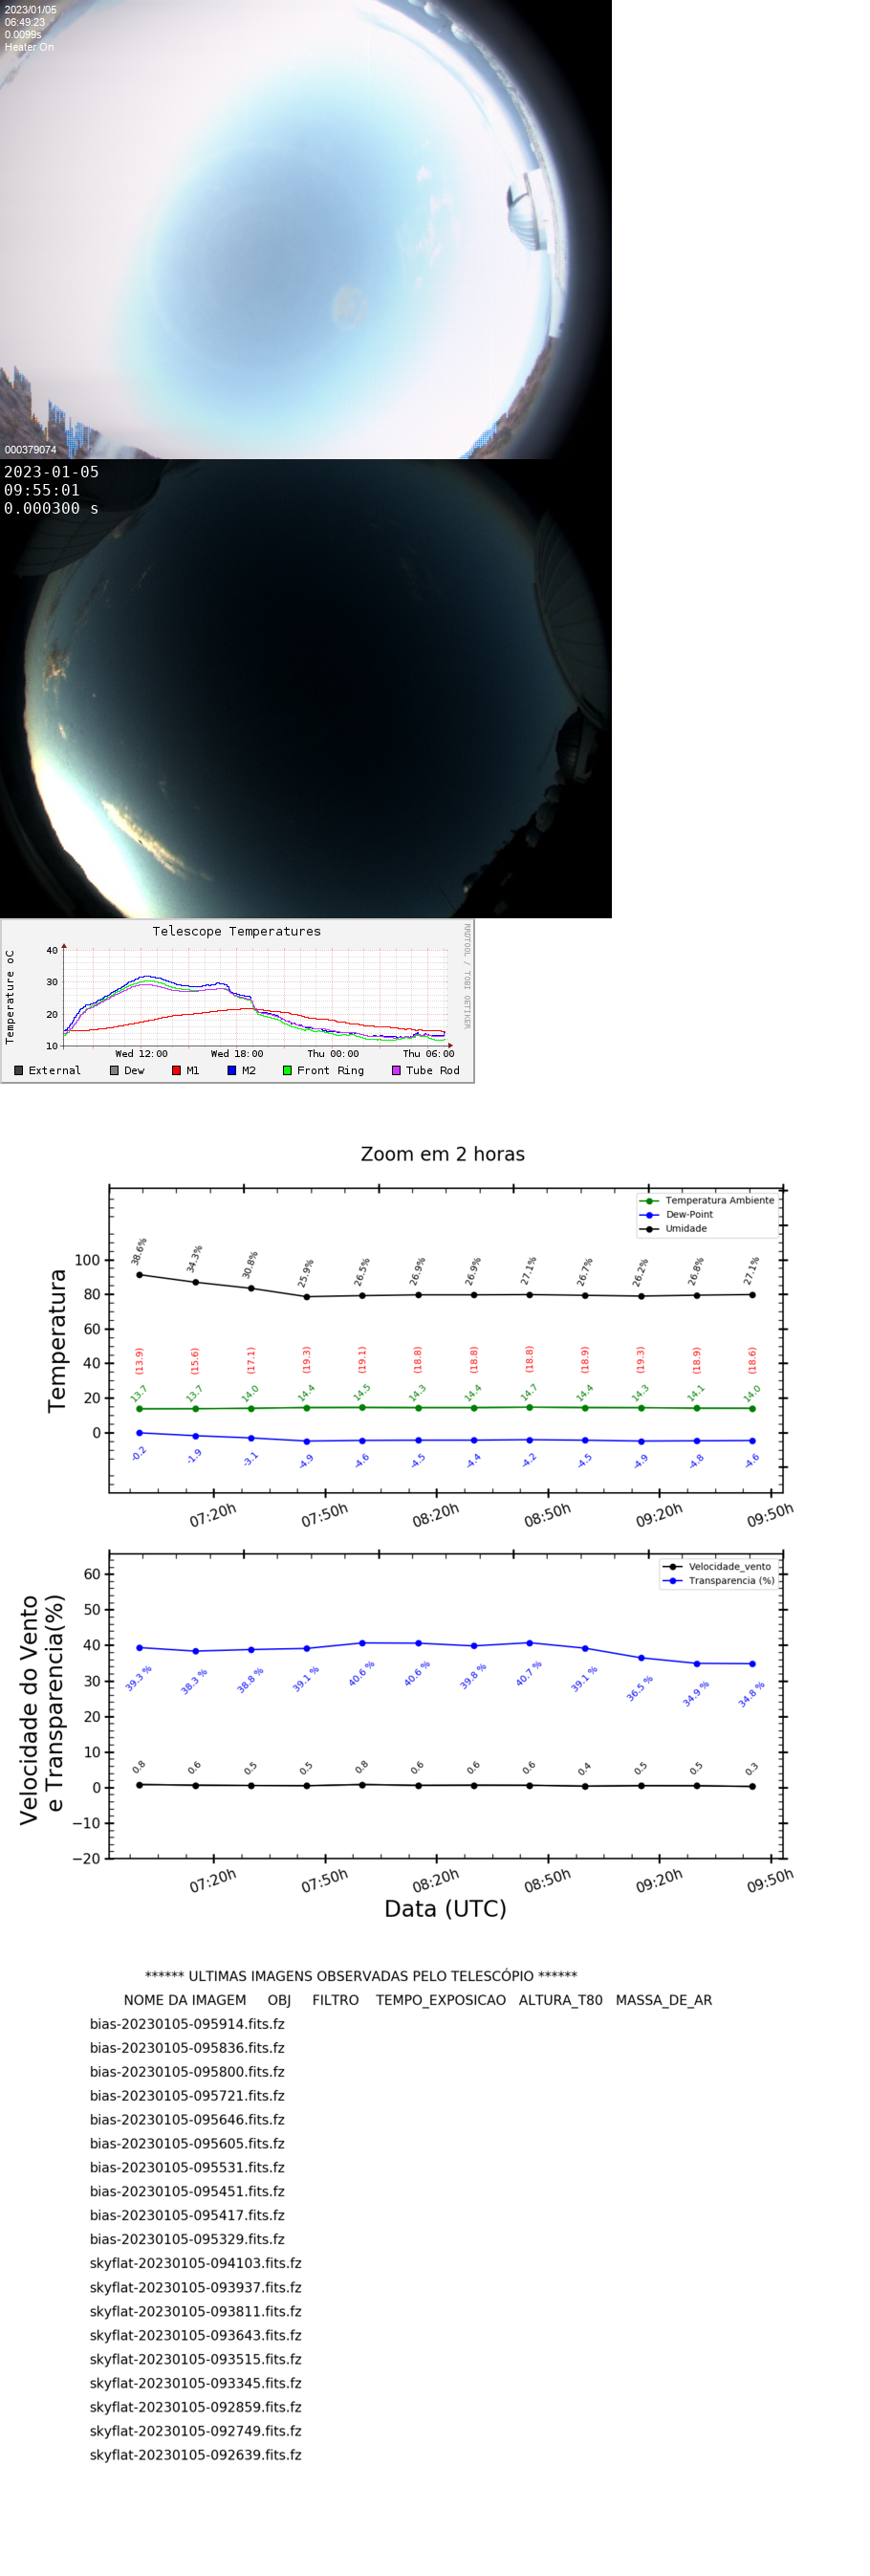 2023/01/05
06:49:23
0.0099s
Heater On
000379074
2023-01-05
09:55:01
0.000300 s
Telescope Temperatures
RRDTOOL / TOBI OETIKER
Temperature oC
40
30
20
10
Wed 12:00 Wed 18:00 Thu 00:00 Thu 06:00
External Dew M1 M2 Front Ring Tube Rod
Zoom em 2 horas
Temperatura Ambiente
Dew-Point
Umidade
Temperatura
100
80
60
40
20
0
38.6% 34.3% 30.8% 25.9% 26.5% 26.9% 26.9% 27.1% 26.7% 26.2% 26.8% 27.1%
(13.9) (15.6) (17.1) (19.3) (19.1) (18.8) (18.8) (18.8) (18.9) (19.3) (18.9) (18.6)
13.7 13.7 14.0 14.4 14.5 14.3 14.4 14.7 14.4 14.3 14.1 14.0
-0.2 -1.9 -3.1 -4.9 -4.6 -4.5 -4.4 -4.2 -4.5 -4.9 -4.8 -4.6
07:20h 07:50h 08:20h 08:50h 09:20h 09:50h
Velocidade_vento
Transparencia (%)
Velocidade do Vento
e Transparencia(%)
60
50
40
30
20
10
0
−10
−20
39.3 % 38.3 % 38.8 % 39.1 % 40.6 % 40.6 % 39.8 % 40.7 % 39.1 % 36.5 % 34.9 % 34.8 %
0.8 0.6 0.5 0.5 0.8 0.6 0.6 0.6 0.4 0.5 0.5 0.3
07:20h 07:50h 08:20h 08:50h 09:20h 09:50h
Data (UTC)
****** ULTIMAS IMAGENS OBSERVADAS PELO TELESCÓPIO ******
NOME DA IMAGEM OBJ FILTRO TEMPO_EXPOSICAO ALTURA_T80 MASSA_DE_AR
bias-20230105-095914.fits.fz
bias-20230105-095836.fits.fz
bias-20230105-095800.fits.fz
bias-20230105-095721.fits.fz
bias-20230105-095646.fits.fz
bias-20230105-095605.fits.fz
bias-20230105-095531.fits.fz
bias-20230105-095451.fits.fz
bias-20230105-095417.fits.fz
bias-20230105-095329.fits.fz
skyflat-20230105-094103.fits.fz
skyflat-20230105-093937.fits.fz
skyflat-20230105-093811.fits.fz
skyflat-20230105-093643.fits.fz
skyflat-20230105-093515.fits.fz
skyflat-20230105-093345.fits.fz
skyflat-20230105-092859.fits.fz
skyflat-20230105-092749.fits.fz
skyflat-20230105-092639.fits.fz